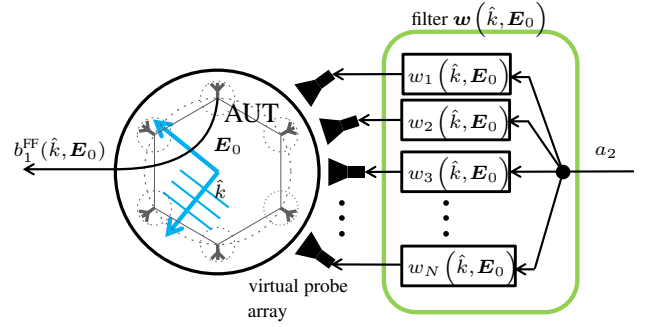 filter w(k̂, E₀)
w₁(k̂, E₀)
AUT
w₂(k̂, E₀)
E₀
b₁^FF(k̂, E₀)
a₂
w₃(k̂, E₀)
k̂
w_N(k̂, E₀)
virtual probe
array